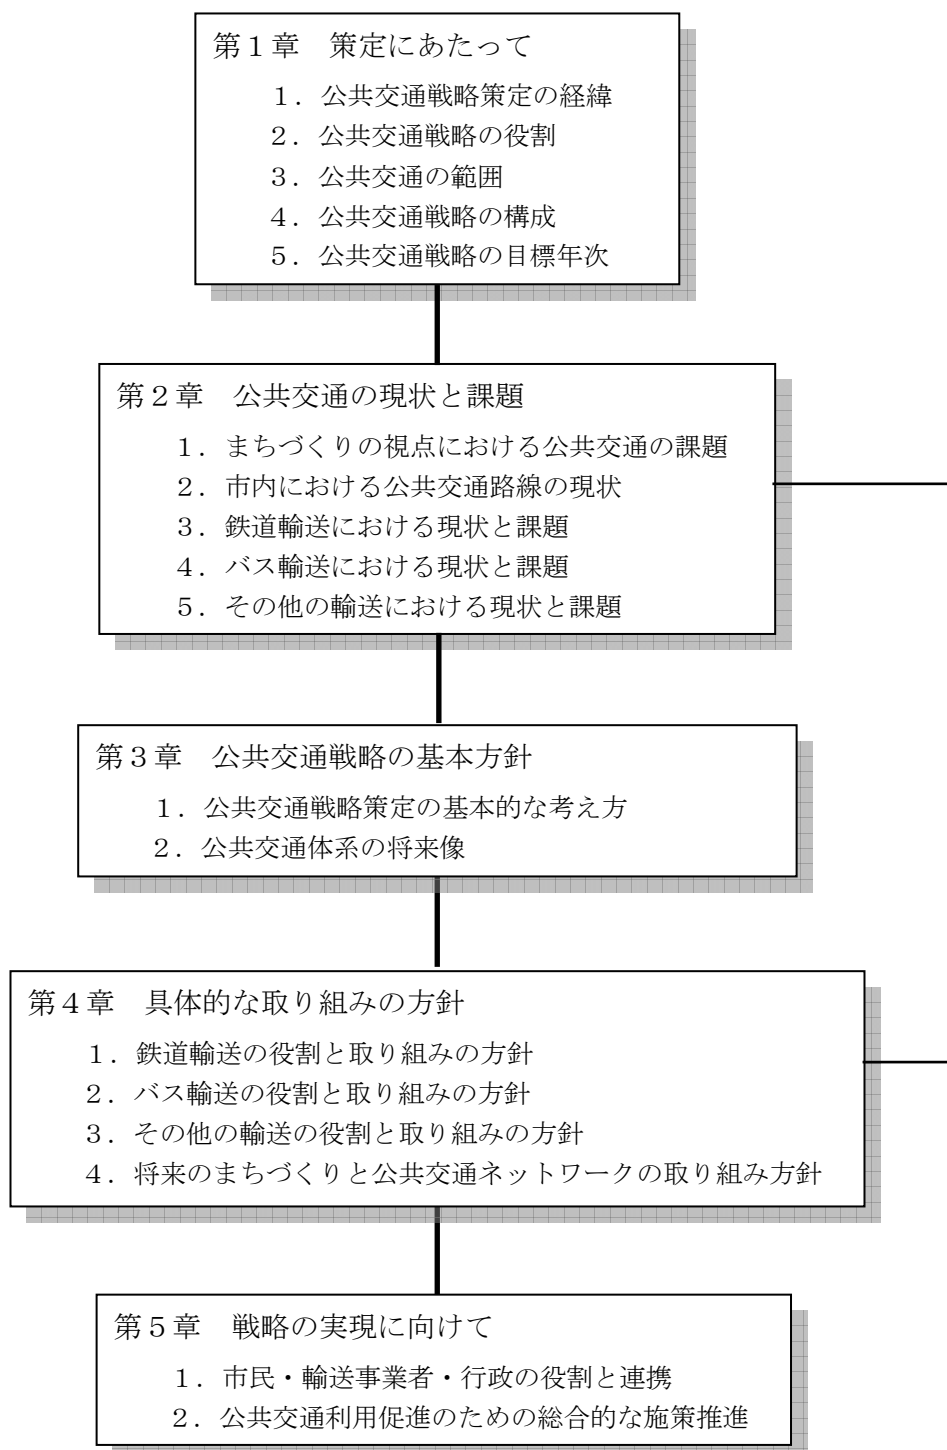 第１章　策定にあたって
１．公共交通戦略策定の経緯
２．公共交通戦略の役割
３．公共交通の範囲
４．公共交通戦略の構成
５．公共交通戦略の目標年次
第２章　公共交通の現状と課題
１．まちづくりの視点における公共交通の課題
２．市内における公共交通路線の現状
３．鉄道輸送における現状と課題
４．バス輸送における現状と課題
５．その他の輸送における現状と課題
第３章　公共交通戦略の基本方針
１．公共交通戦略策定の基本的な考え方
２．公共交通体系の将来像
第４章　具体的な取り組みの方針
１．鉄道輸送の役割と取り組みの方針
２．バス輸送の役割と取り組みの方針
３．その他の輸送の役割と取り組みの方針
４．将来のまちづくりと公共交通ネットワークの取り組み方針
第５章　戦略の実現に向けて
１．市民・輸送事業者・行政の役割と連携
２．公共交通利用促進のための総合的な施策推進